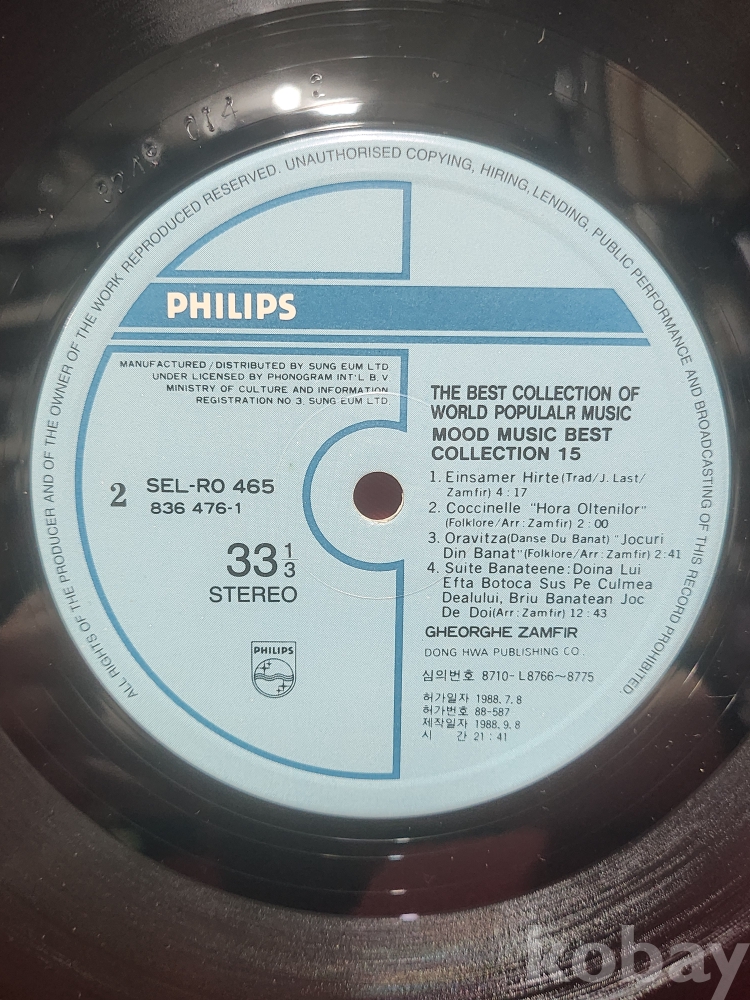 ALL RIGHTS OF THE PRODUCER AND OF THE OWNER OF THE WORK REPRODUCED RESERVED. UNAUTHORISED COPYING, HIRING, LENDING, PUBLIC PERFORMANCE AND BROADCASTING OF THIS RECORD PROHIBITED
PHILIPS
MANUFACTURED / DISTRIBUTED BY SUNG EUM LTD
UNDER LICENSED BY PHONOGRAM INT'L B. V
MINISTRY OF CULTURE AND INFORMATION
REGISTRATION NO 3. SUNG EUM LTD
2
SEL-RO 465
836 476-1
33 1/3
STEREO
PHILIPS
THE BEST COLLECTION OF
WORLD POPULALR MUSIC
MOOD MUSIC BEST
COLLECTION 15
1. Einsamer Hirte(Trad/J. Last/
Zamfir) 4 : 17
2. Coccinelle "Hora Oltenilor"
(Folklore/Arr: Zamfir) 2 : 00
3. Oravitza(Danse Du Banat) "Jocuri
Din Banat"(Folklore/Arr: Zamfir) 2:41
4. Suite Banateene: Doina Lui
Efta Botoca Sus Pe Culmea
Dealului, Briu Banatean Joc
De Doi(Arr: Zamfir) 12 : 43
GHEORGHE ZAMFIR
DONG HWA PUBLISHING CO.
심의번호 8710-L8766~8775
허가일자 1988. 7. 8
허가번호 88-587
제작일자 1988. 9. 8
시 간 21 : 41
kobay